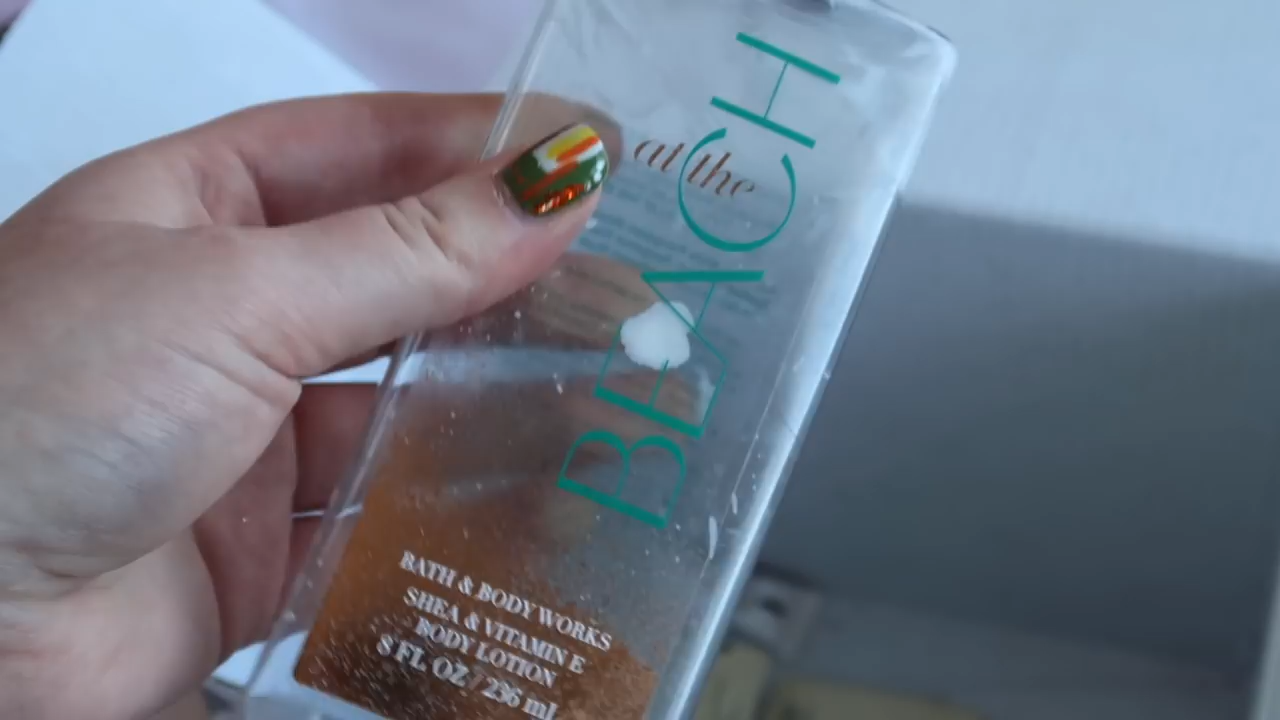 at the
BEACH
BATH & BODY WORKS
SHEA & VITAMIN E
BODY LOTION
8 FL OZ / 236 ml